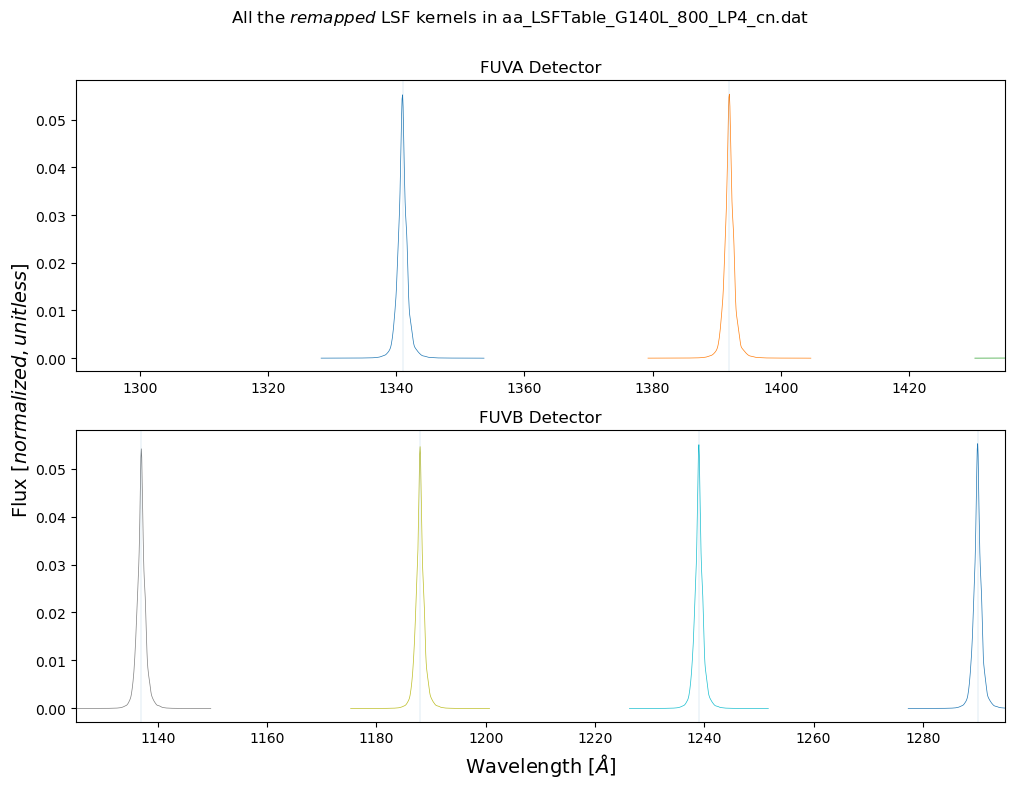 All the remapped LSF kernels in aa_LSFTable_G140L_800_LP4_cn.dat
FUVA Detector
0.05
0.04
0.03
0.02
0.01
0.00
1300 1320 1340 1360 1380 1400 1420
Flux [normalized, unitless]
FUVB Detector
0.05
0.04
0.03
0.02
0.01
0.00
1140 1160 1180 1200 1220 1240 1260 1280
Wavelength [Å]